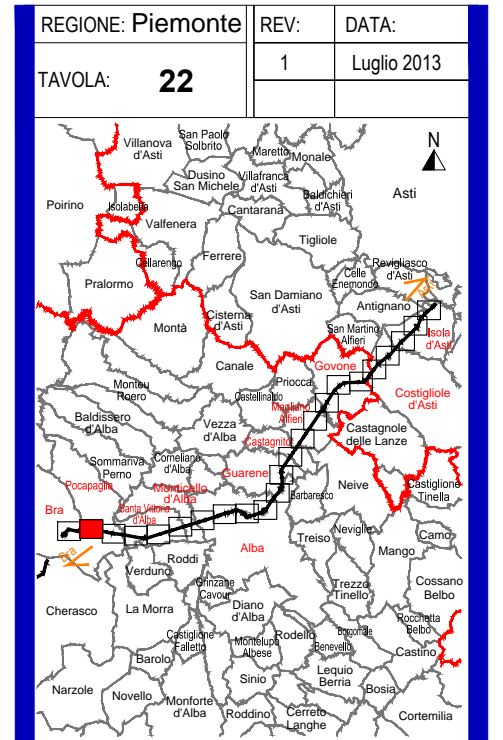 REGIONE: Piemonte
REV:
DATA:
TAVOLA: 22
1
Luglio 2013
N
Villanova
d'Asti
San Paolo
Solbrito
Maretto
Monale
Dusino
San Michele
Villafranca
d'Asti
Baldichieri
d'Asti
Asti
Poirino
Isolabella
Valfenera
Cantarana
Tigliole
Cellarengo
Ferrere
Revigliasco
d'Asti
Celle
Enemondo
Pralormo
San Damiano
d'Asti
Antignano
Montà
Cisterna
d'Asti
San Martino
Alfieri
Isola
d'Asti
Canale
Govone
Priocca
Monteu
Roero
Castellinaldo
Costigliole
d'Asti
Magliano
Alfieri
Baldissero
d'Alba
Vezza
d'Alba
Castagnito
Castagnole
delle Lanze
Sommariva
Perno
Corneliano
d'Alba
Guarene
Pocapaglia
Monticello
d'Alba
Barbaresco
Neive
Castiglione
Tinella
Bra
Santa Vittoria
d'Alba
Alba
Treiso
Neviglie
Camo
Mango
Bra
Roddi
Verduno
Grinzane
Cavour
Trezzo
Tinello
Cossano
Belbo
Cherasco
La Morra
Diano
d'Alba
Rocchetta
Belbo
Castiglione
Falletto
Montelupo
Albese
Rodello
Borgomale
Benevello
Castino
Barolo
Sinio
Lequio
Berria
Narzole
Novello
Monforte
d'Alba
Roddino
Cerreto
Langhe
Bosia
Cortemilia